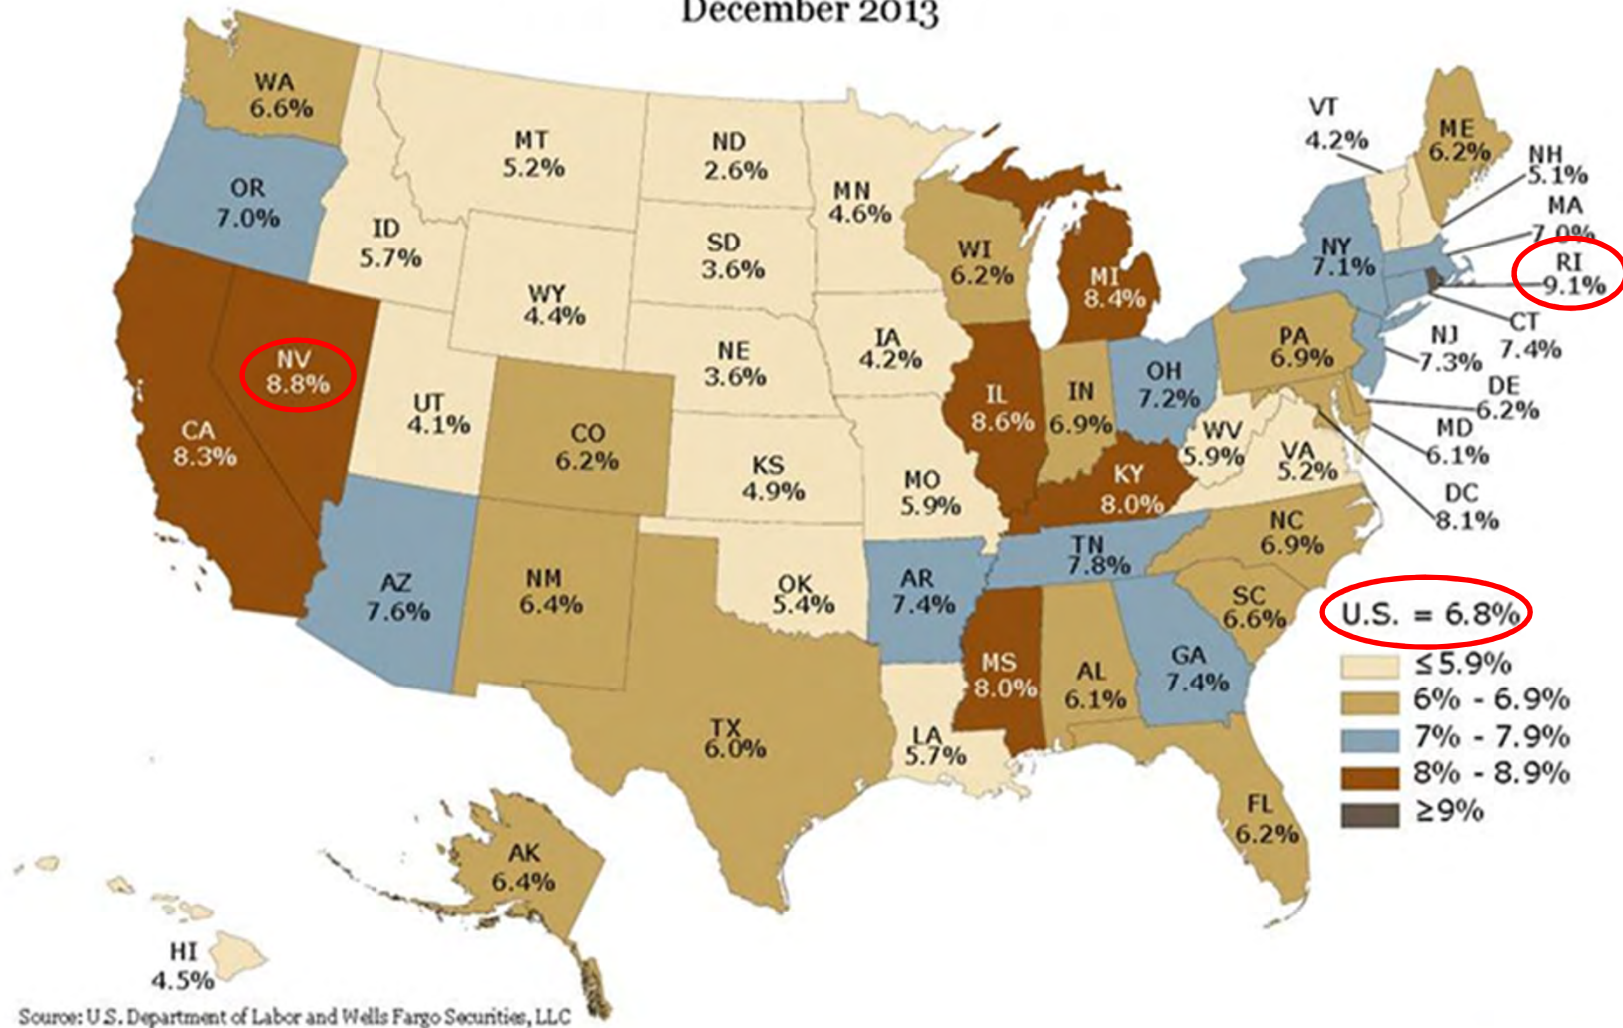 December 2013
WA
6.6%
OR
7.0%
CA
8.3%
NV
8.8%
ID
5.7%
MT
5.2%
WY
4.4%
UT
4.1%
AZ
7.6%
CO
6.2%
NM
6.4%
ND
2.6%
SD
3.6%
NE
3.6%
KS
4.9%
OK
5.4%
TX
6.0%
MN
4.6%
IA
4.2%
MO
5.9%
AR
7.4%
LA
5.7%
WI
6.2%
IL
8.6%
MI
8.4%
IN
6.9%
OH
7.2%
KY
8.0%
TN
7.8%
MS
8.0%
AL
6.1%
GA
7.4%
FL
6.2%
SC
6.6%
NC
6.9%
WV
5.9%
VA
5.2%
PA
6.9%
NY
7.1%
VT
4.2%
ME
6.2%
NH
5.1%
MA
7.0%
RI
9.1%
CT
7.4%
NJ
7.3%
DE
6.2%
MD
6.1%
DC
8.1%
AK
6.4%
HI
4.5%
U.S. = 6.8%
≤5.9%
6% - 6.9%
7% - 7.9%
8% - 8.9%
≥9%
Source: U.S. Department of Labor and Wells Fargo Securities, LLC